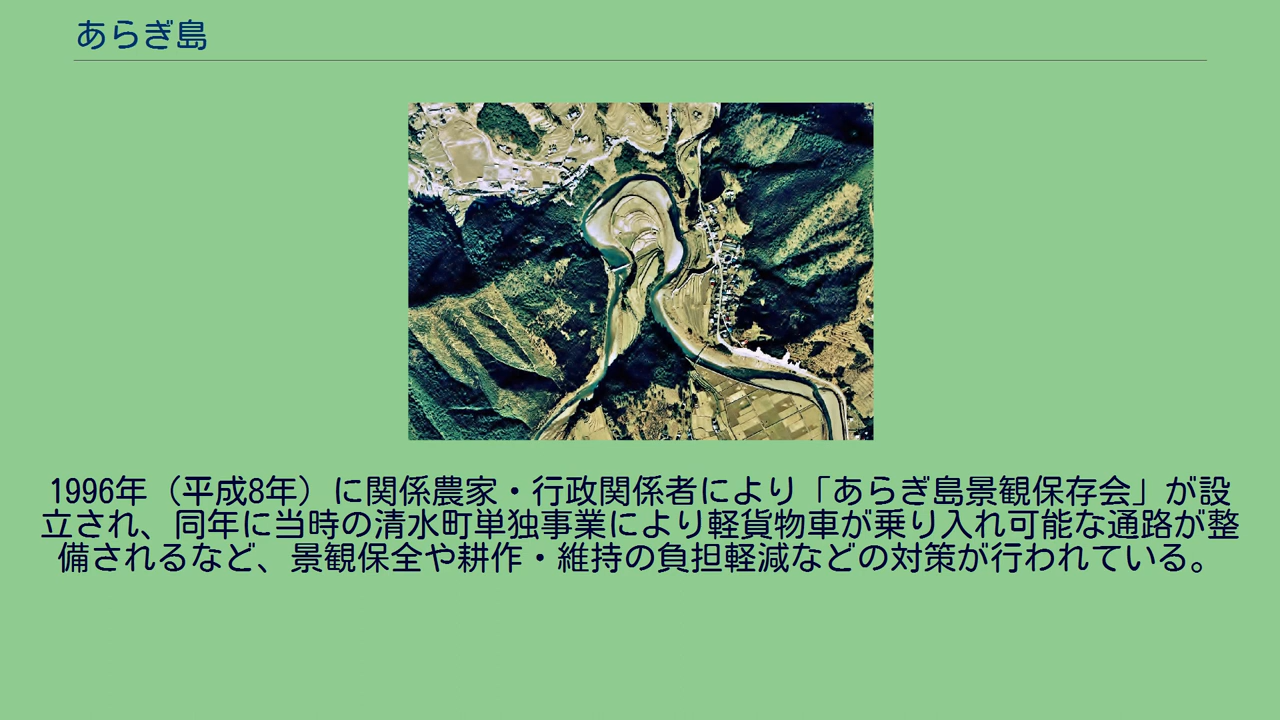 あらぎ島
1996年（平成8年）に関係農家・行政関係者により「あらぎ島景観保存会」が設
立され、同年に当時の清水町単独事業により軽貨物車が乗り入れ可能な通路が整
備されるなど、景観保全や耕作・維持の負担軽減などの対策が行われている。